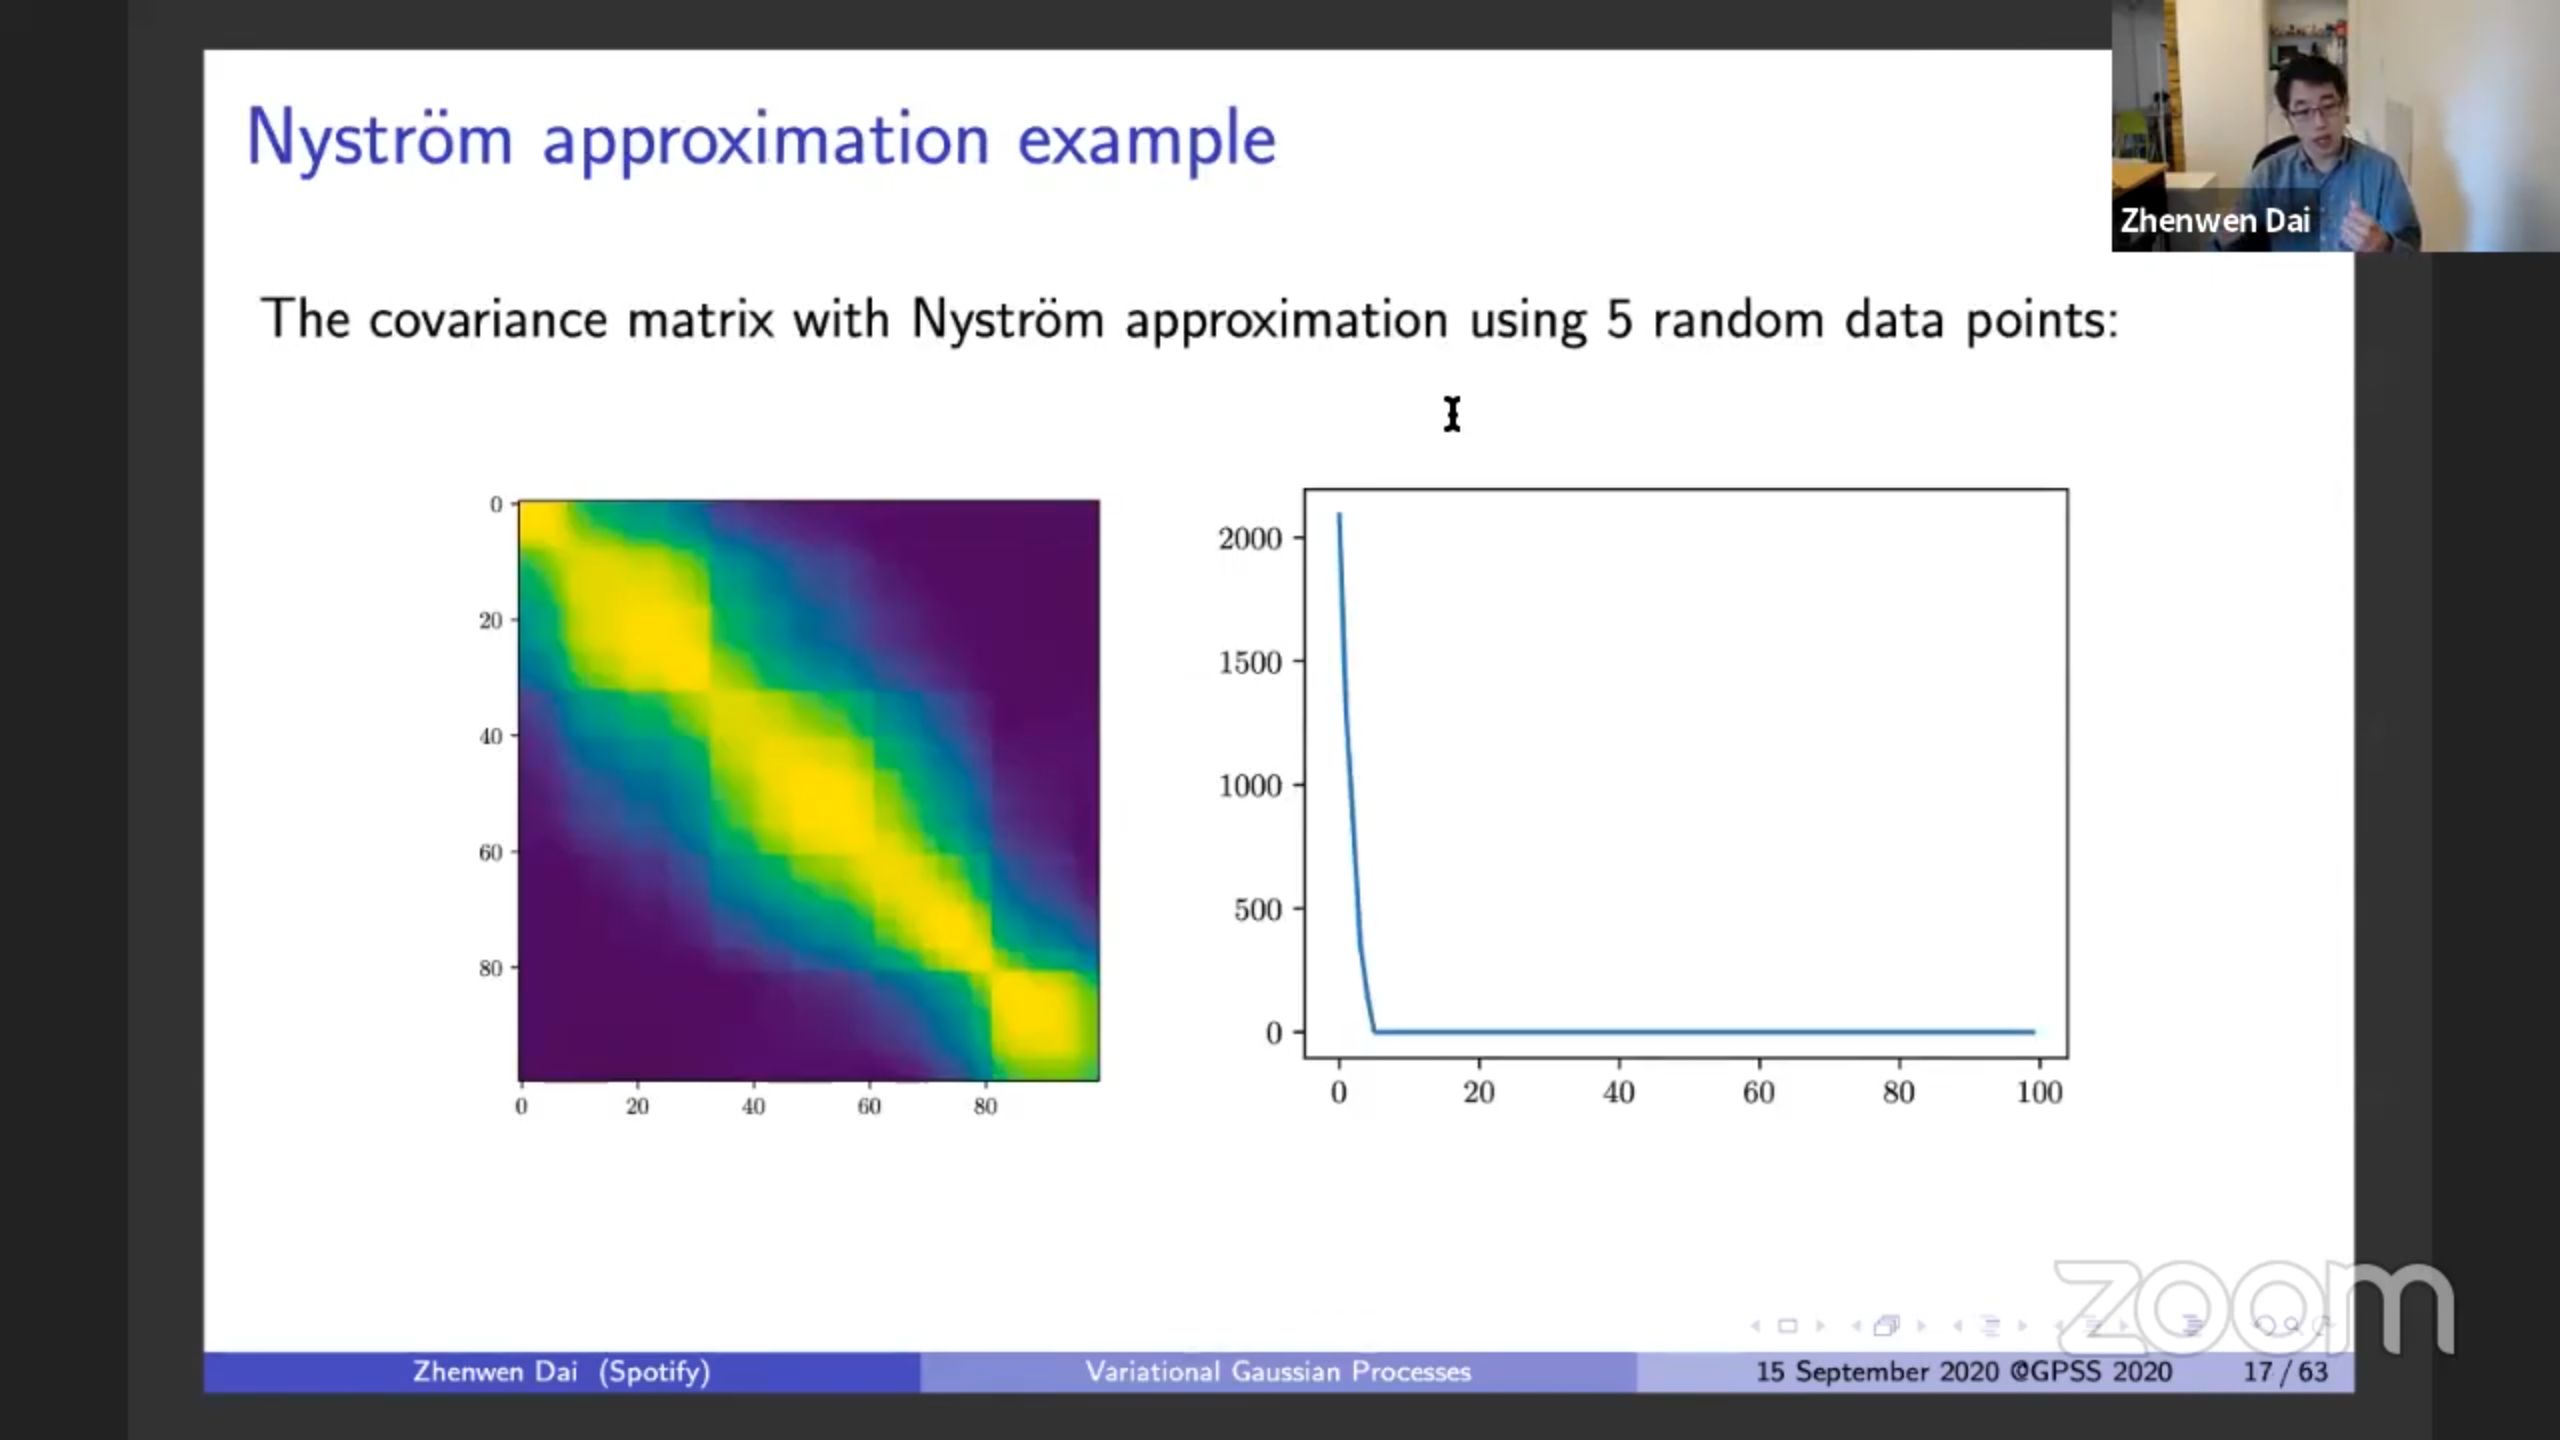 Nyström approximation example
Zhenwen Dai
The covariance matrix with Nyström approximation using 5 random data points:
0
20
40
60
80
0 20 40 60 80
2000
1500
1000
500
0
0 20 40 60 80 100
zoom
Zhenwen Dai (Spotify) Variational Gaussian Processes 15 September 2020 @GPSS 2020 17 / 63